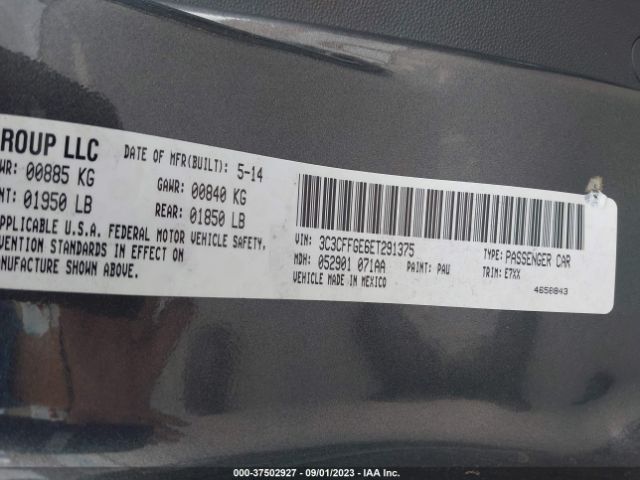 ROUP LLC
DATE OF MFR(BUILT): 5-14
WR: 00885 KG
GAWR: 00840 KG
NT: 01950 LB
REAR: 01850 LB
APPLICABLE U.S.A. FEDERAL MOTOR VEHICLE SAFETY,
VENTION STANDARDS IN EFFECT ON
MANUFACTURE SHOWN ABOVE.
VIN: 3C3CFFGE6ET291375
TYPE: PASSENGER CAR
MDH: 052901 071AA
PAINT: PAU
TRIM: E7XX
VEHICLE MADE IN MEXICO
4658843
000-37502927 - 09/01/2023 - IAA Inc.